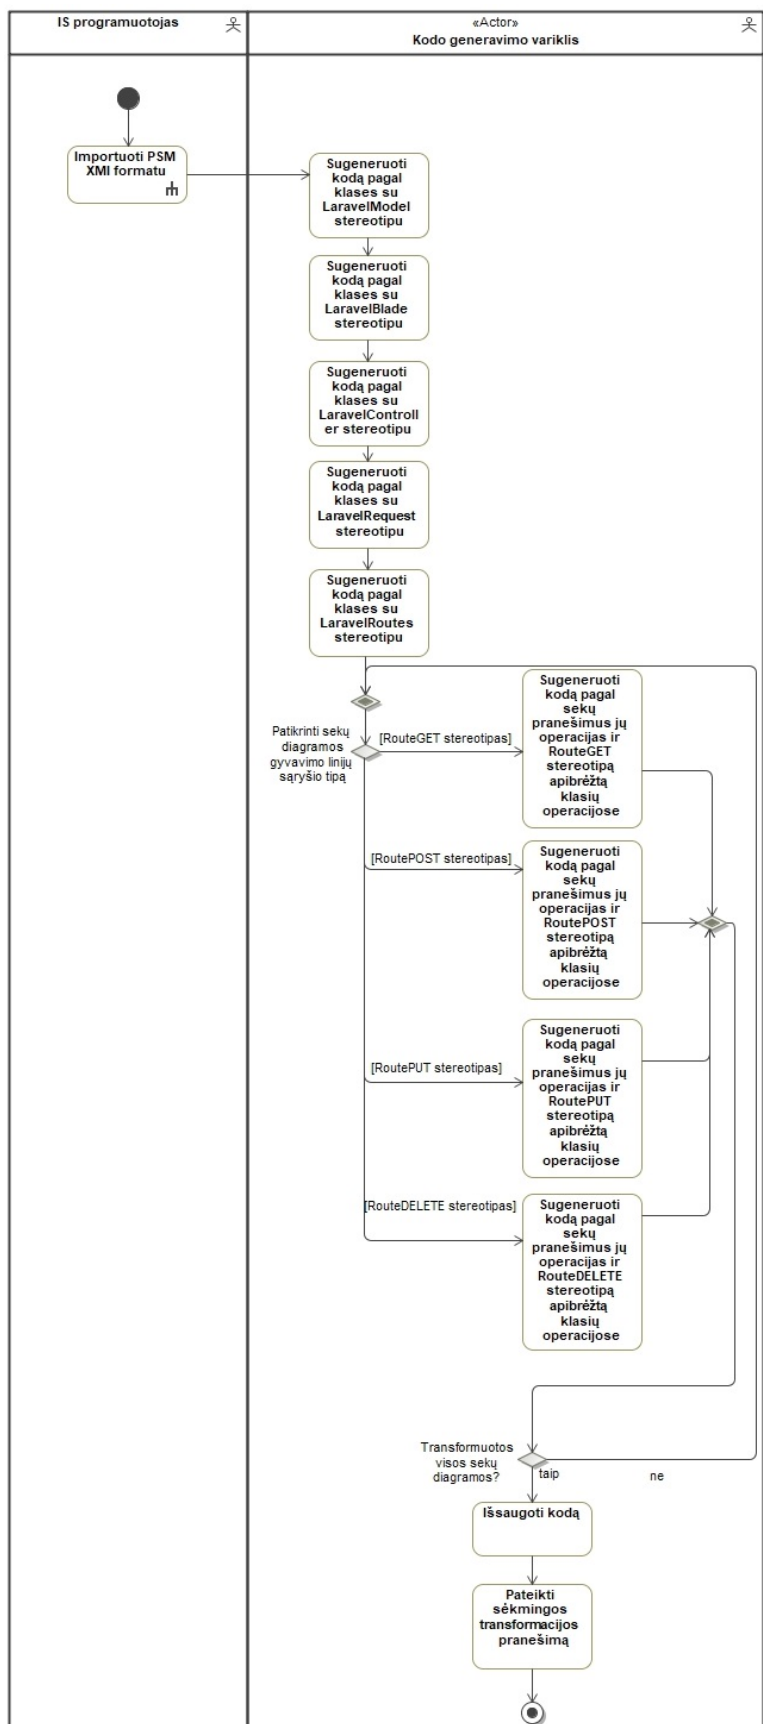 IS programuotojas
«Actor»
Kodo generavimo variklis
Importuoti PSM
XMI formatu
Sugeneruoti
kodą pagal
klases su
LaravelModel
stereotipu
Sugeneruoti
kodą pagal
klases su
LaravelBlade
stereotipu
Sugeneruoti
kodą pagal
klases su
LaravelControll
er stereotipu
Sugeneruoti
kodą pagal
klases su
LaravelRequest
stereotipu
Sugeneruoti
kodą pagal
klases su
LaravelRoutes
stereotipu
Patikrinti sekų
diagramos
gyvavimo linijų
sąryšio tipą
[RouteGET stereotipas]
Sugeneruoti
kodą pagal
sekų
pranešimus jų
operacijas ir
RouteGET
stereotipą
apibrėžtą
klasių
operacijose
[RoutePOST stereotipas]
Sugeneruoti
kodą pagal
sekų
pranešimus jų
operacijas ir
RoutePOST
stereotipą
apibrėžtą
klasių
operacijose
[RoutePUT stereotipas]
Sugeneruoti
kodą pagal
sekų
pranešimus jų
operacijas ir
RoutePUT
stereotipą
apibrėžtą
klasių
operacijose
[RouteDELETE stereotipas]
Sugeneruoti
kodą pagal
sekų
pranešimus jų
operacijas ir
RouteDELETE
stereotipą
apibrėžtą
klasių
operacijose
Transformuotos
visos sekų
diagramos?
taip
ne
Išsaugoti kodą
Pateikti
sėkmingos
transformacijos
pranešimą